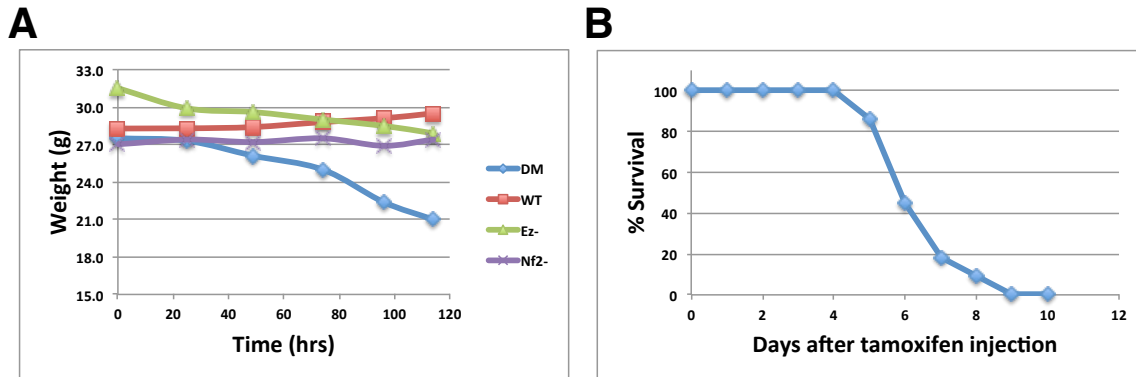 A
33.0
30.0
27.0
24.0
21.0
18.0
15.0
Weight (g)
0 20 40 60 80 100 120
Time (hrs)
DM
WT
Ez-
Nf2-
B
100
80
60
40
20
0
% Survival
0 2 4 6 8 10 12
Days after tamoxifen injection